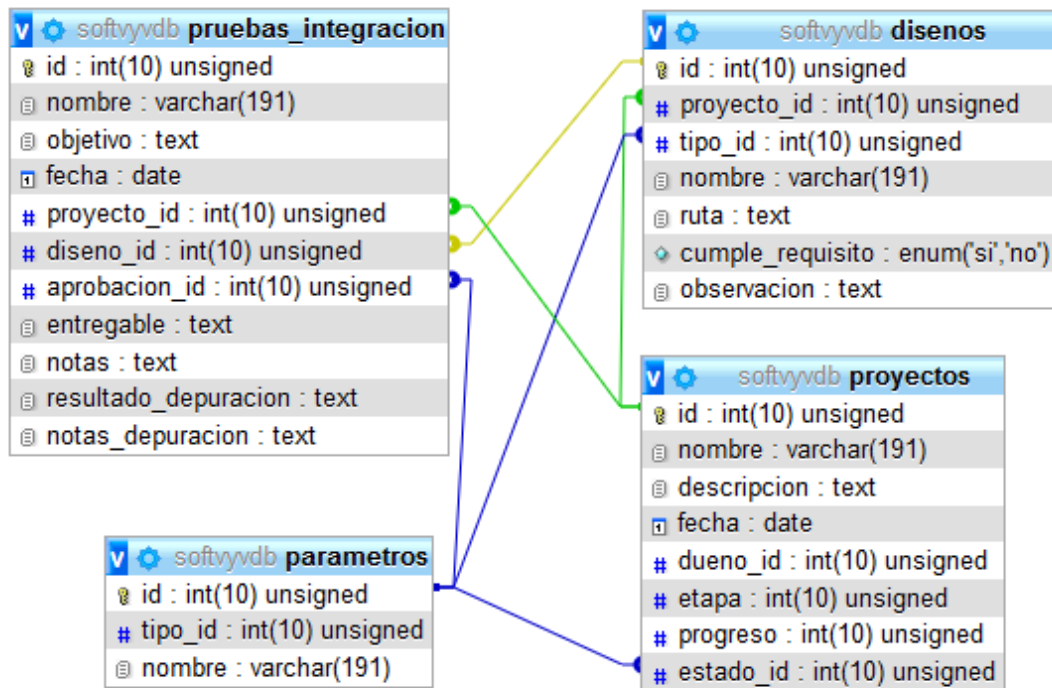 softvyvdb pruebas_integracion
id : int(10) unsigned
nombre : varchar(191)
objetivo : text
fecha : date
proyecto_id : int(10) unsigned
diseno_id : int(10) unsigned
aprobacion_id : int(10) unsigned
entregable : text
notas : text
resultado_depuracion : text
notas_depuracion : text
softvyvdb disenos
id : int(10) unsigned
proyecto_id : int(10) unsigned
tipo_id : int(10) unsigned
nombre : varchar(191)
ruta : text
cumple_requisito : enum('si','no')
observacion : text
softvyvdb parametros
id : int(10) unsigned
tipo_id : int(10) unsigned
nombre : varchar(191)
softvyvdb proyectos
id : int(10) unsigned
nombre : varchar(191)
descripcion : text
fecha : date
dueno_id : int(10) unsigned
etapa : int(10) unsigned
progreso : int(10) unsigned
estado_id : int(10) unsigned